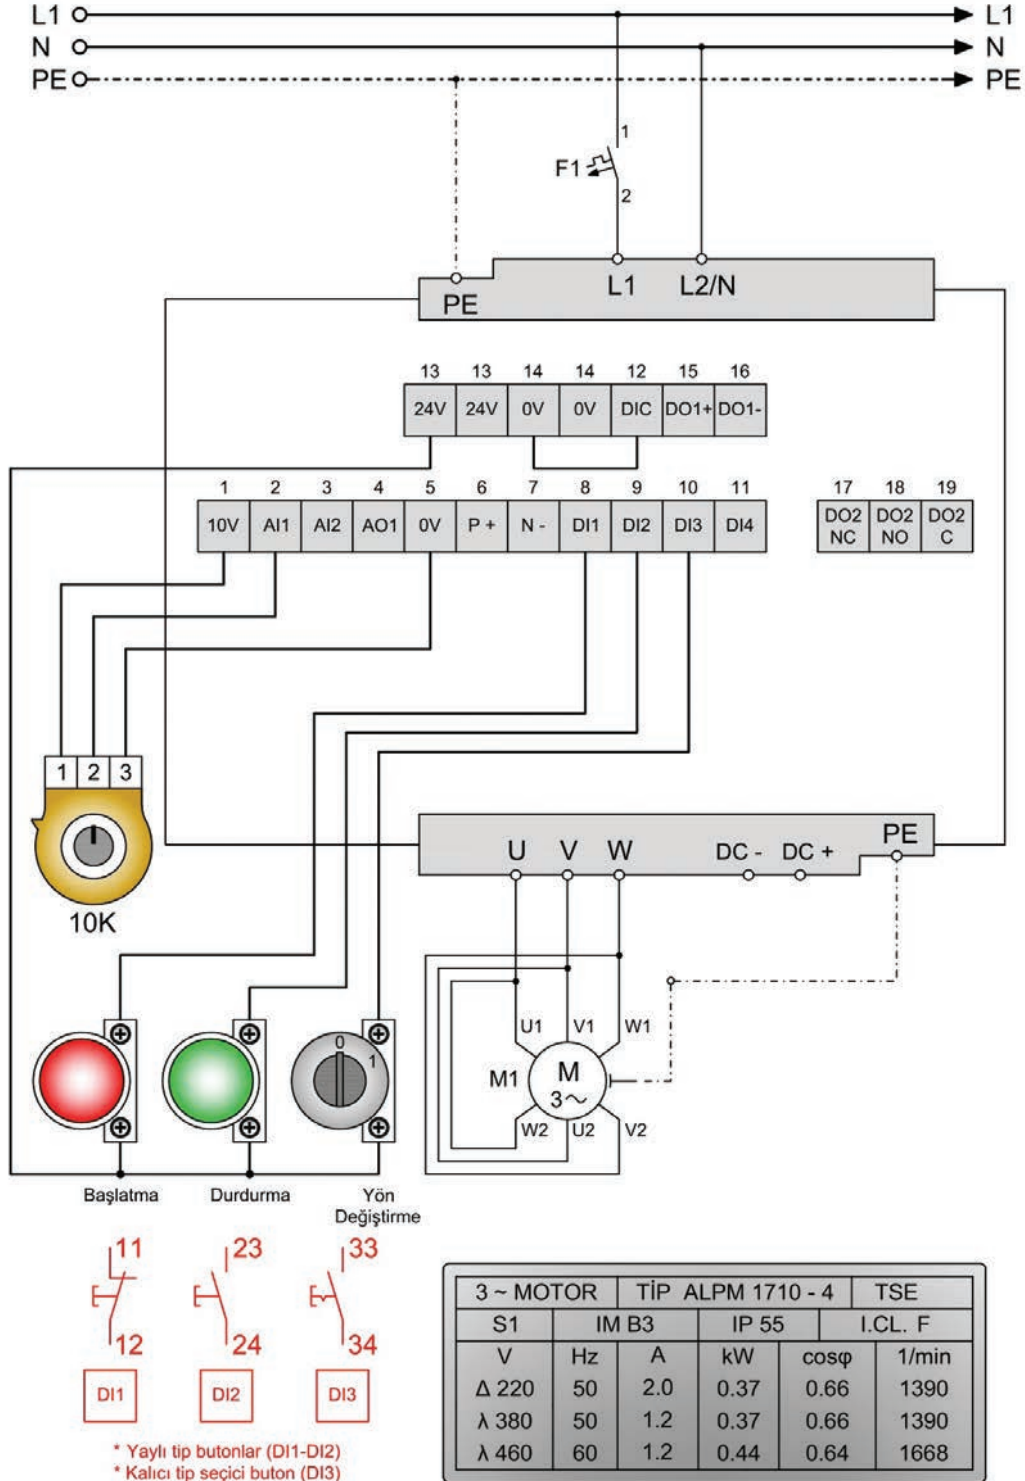 L1 L1
N N
PE PE
1
F1
2
L1 L2/N
PE
13 13 14 14 12 15 16
24V 24V 0V 0V DIC DO1+ DO1-
1 2 3 4 5 6 7 8 9 10 11 17 18 19
10V AI1 AI2 AO1 0V P + N - DI1 DI2 DI3 DI4 DO2 NC DO2 NO DO2 C
1 2 3
10K
U V W DC - DC + PE
U1 V1 W1
M1 M
3~
W2 U2 V2
0
1
Başlatma Durdurma Yön
Değiştirme
11 23 33
12 24 34
DI1 DI2 DI3
* Yaylı tip butonlar (DI1-DI2)
* Kalıcı tip seçici buton (DI3)
3 ~ MOTOR TİP ALPM 1710 - 4 TSE
S1 IM B3 IP 55 I.CL. F
V Hz A kW cosφ 1/min
Δ 220 50 2.0 0.37 0.66 1390
λ 380 50 1.2 0.37 0.66 1390
λ 460 60 1.2 0.44 0.64 1668